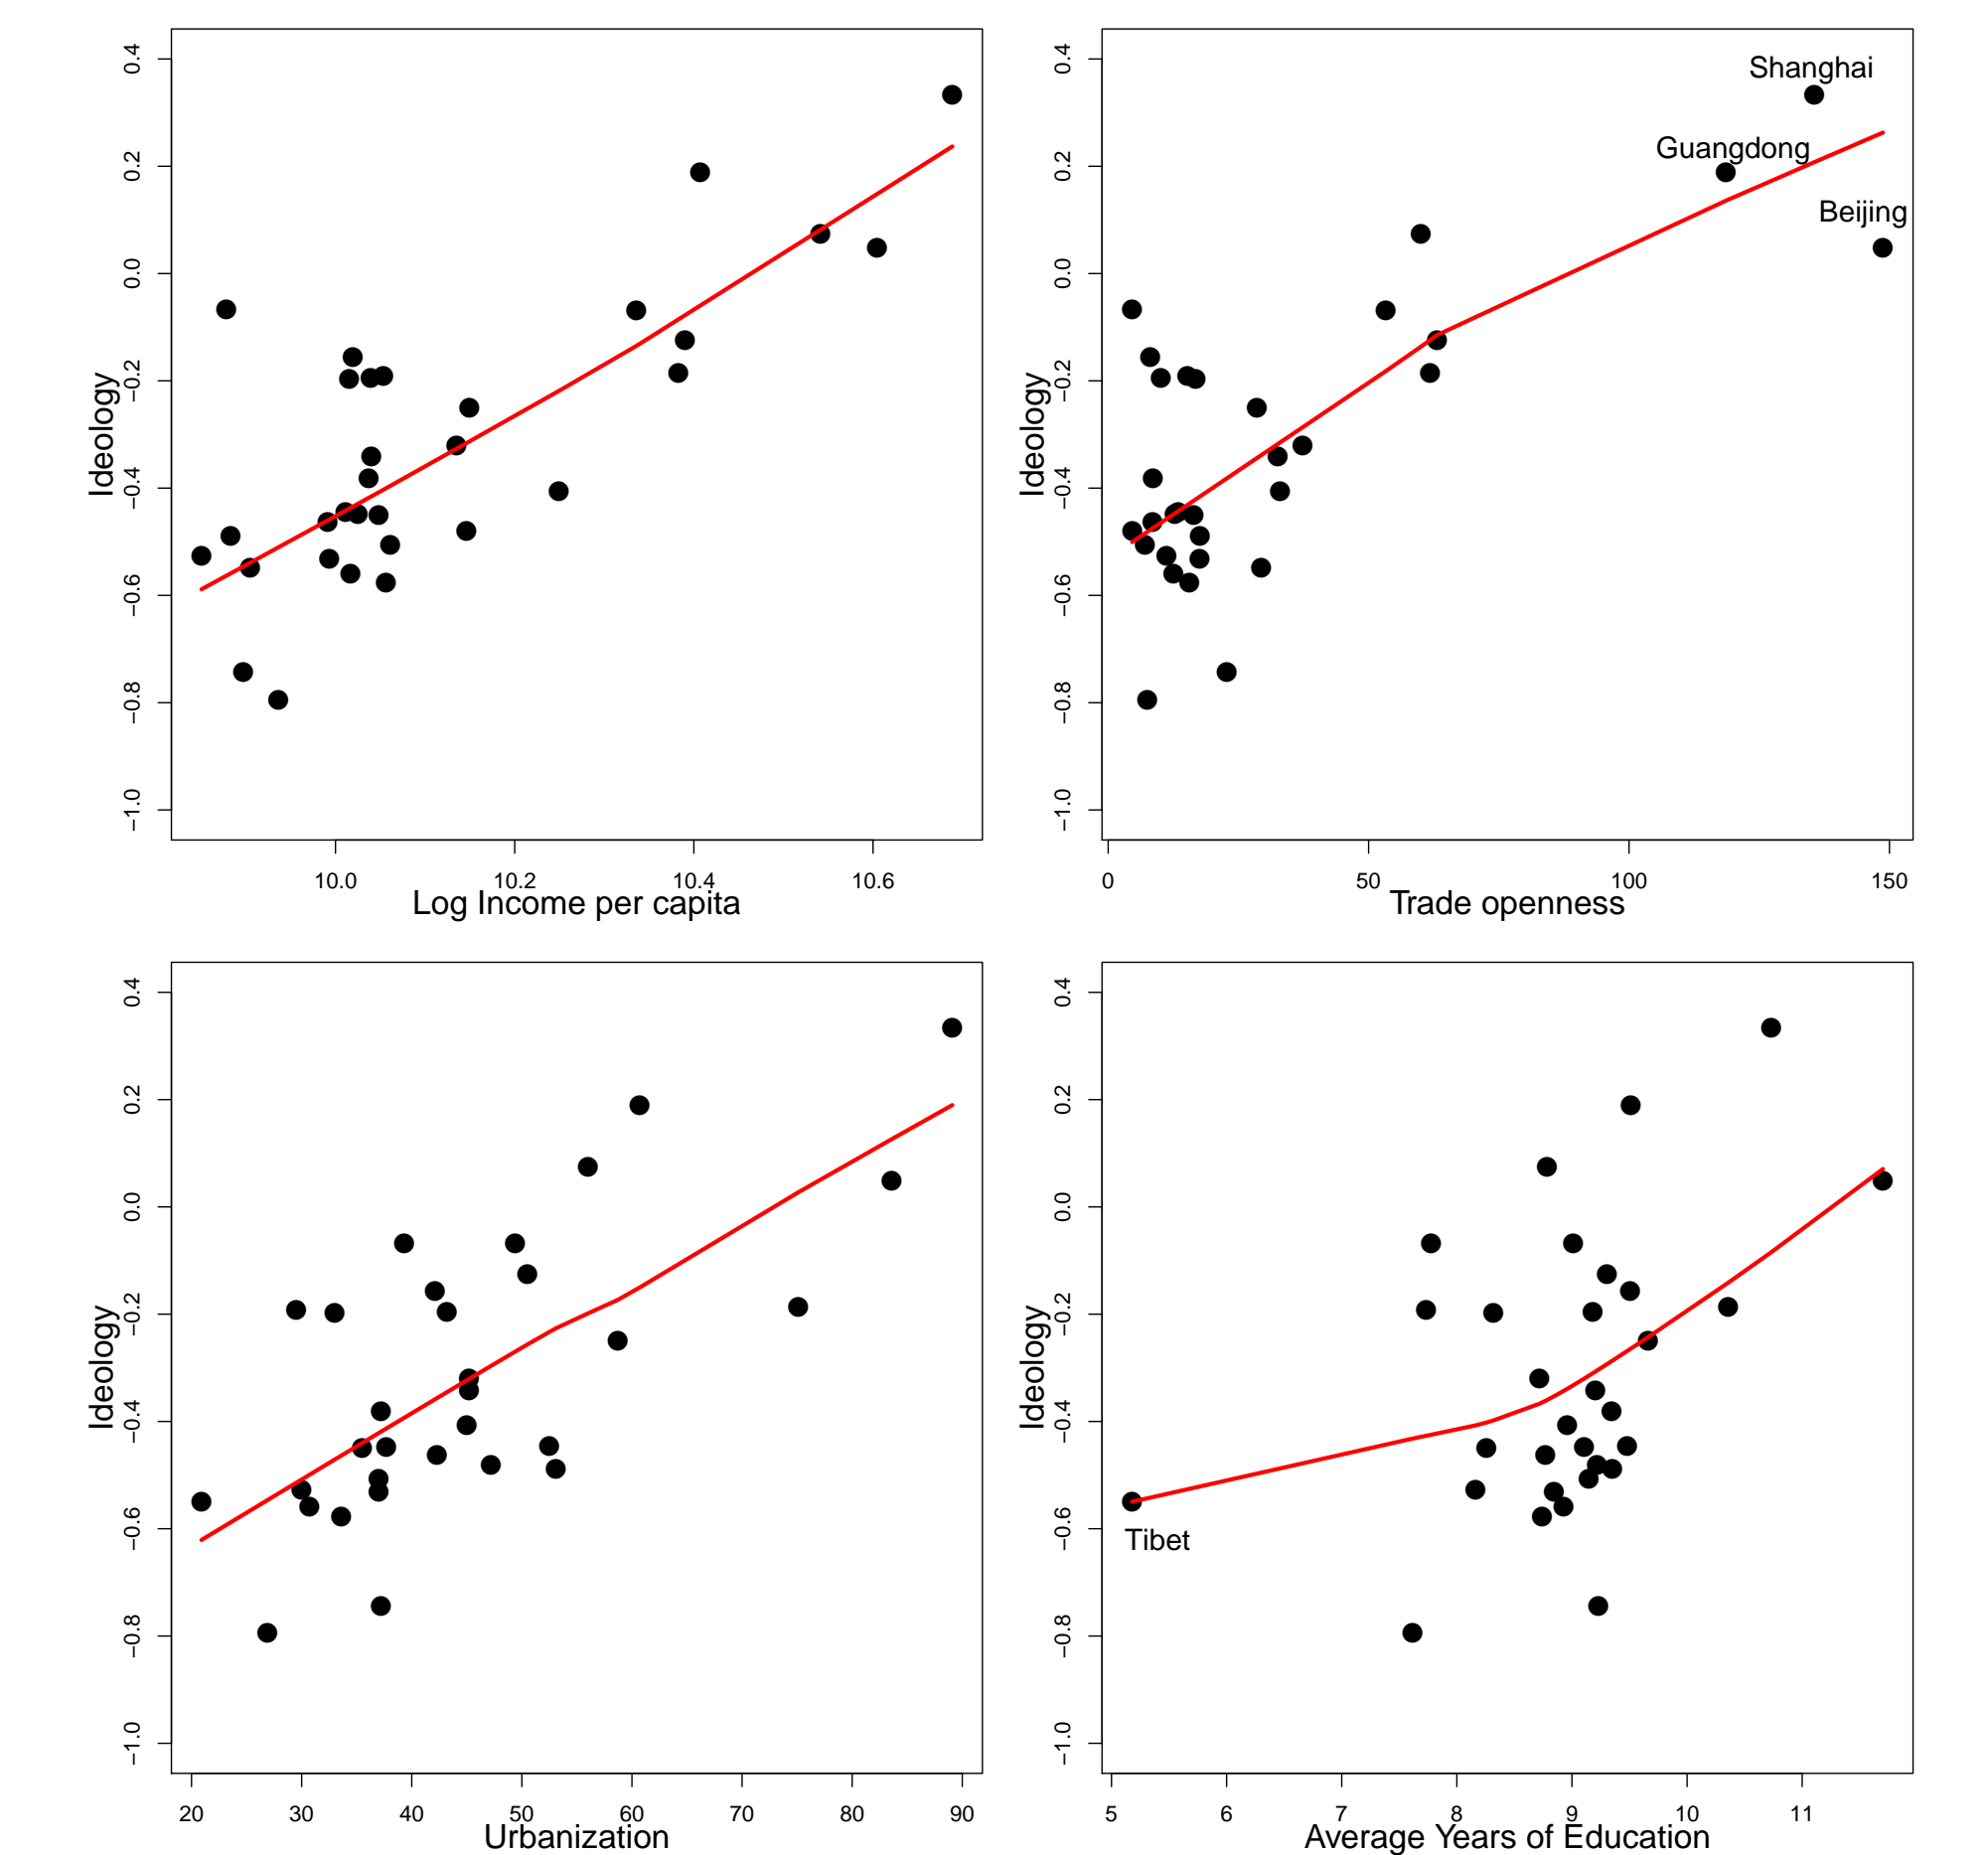 Ideology
0.4
0.2
0.0
−0.2
−0.4
−0.6
−0.8
−1.0
10.0 10.2 10.4 10.6
Log Income per capita
Ideology
0.4
0.2
0.0
−0.2
−0.4
−0.6
−0.8
−1.0
Shanghai
Guangdong
Beijing
0 50 100 150
Trade openness
Ideology
0.4
0.2
0.0
−0.2
−0.4
−0.6
−0.8
−1.0
20 30 40 50 60 70 80 90
Urbanization
Ideology
0.4
0.2
0.0
−0.2
−0.4
−0.6
−0.8
−1.0
Tibet
5 6 7 8 9 10 11
Average Years of Education